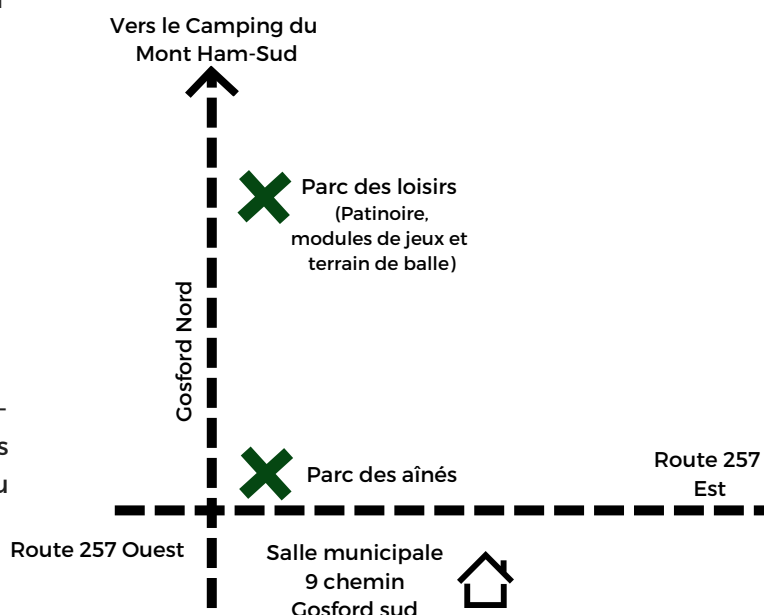 Vers le Camping du
Mont Ham-Sud
Parc des loisirs
(Patinoire,
modules de jeux et
terrain de balle)
Gosford Nord
Parc des aînés
Route 257
Est
Route 257 Ouest
Salle municipale
9 chemin
Gosford sud